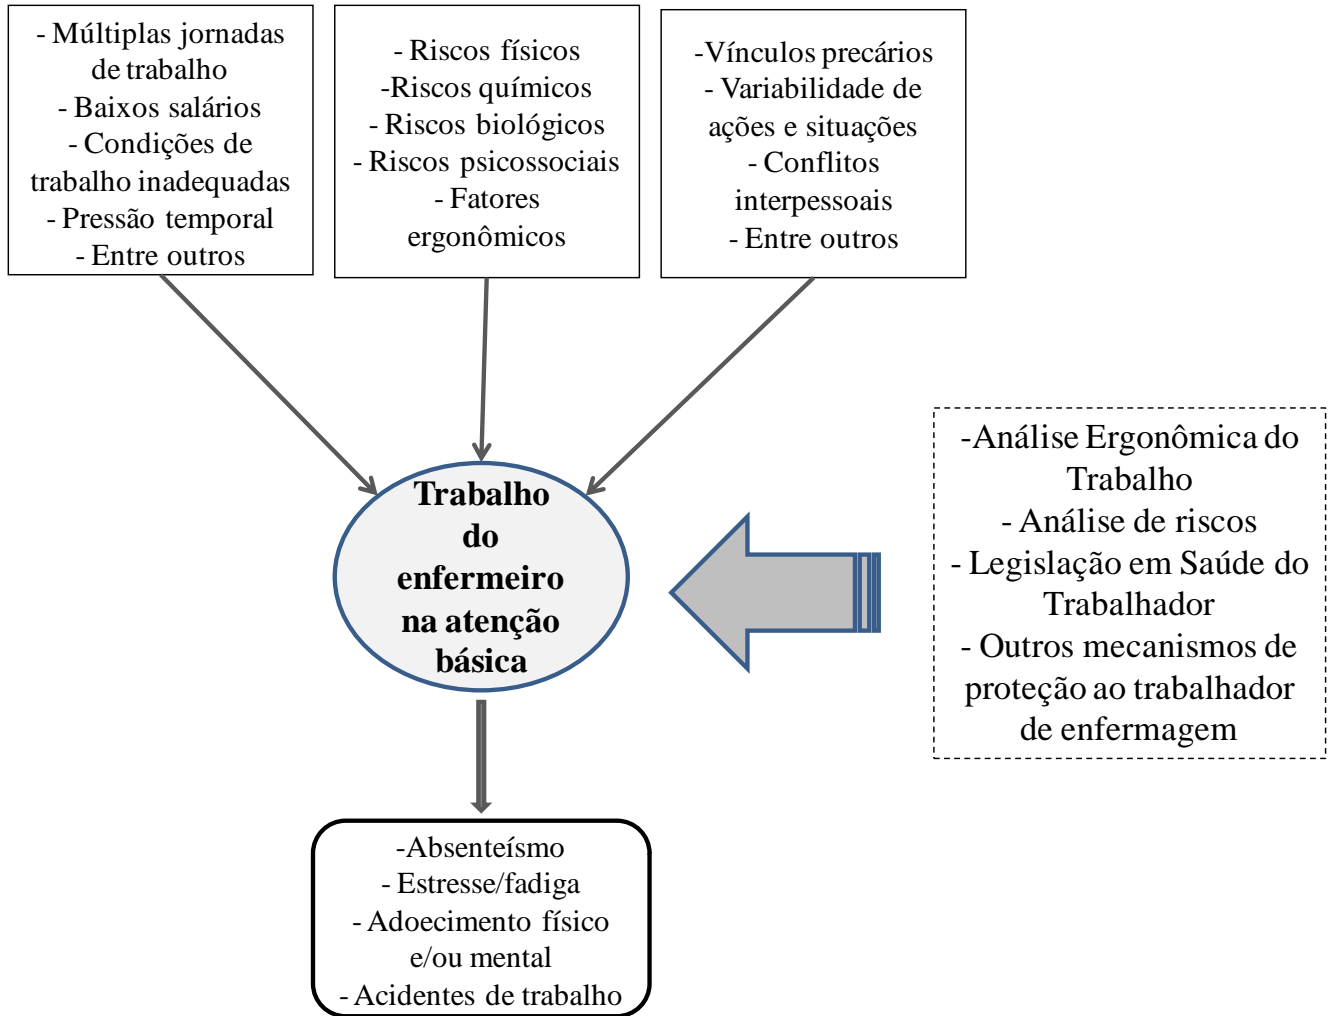 - Múltiplas jornadas
de trabalho
- Baixos salários
- Condições de
trabalho inadequadas
- Pressão temporal
- Entre outros
- Riscos físicos
-Riscos químicos
- Riscos biológicos
- Riscos psicossociais
- Fatores
ergonômicos
-Vínculos precários
- Variabilidade de
ações e situações
- Conflitos
interpessoais
- Entre outros
Trabalho
do
enfermeiro
na atenção
básica
-Análise Ergonômica do
Trabalho
- Análise de riscos
- Legislação em Saúde do
Trabalhador
- Outros mecanismos de
proteção ao trabalhador
de enfermagem
-Absenteísmo
- Estresse/fadiga
- Adoecimento físico
e/ou mental
- Acidentes de trabalho